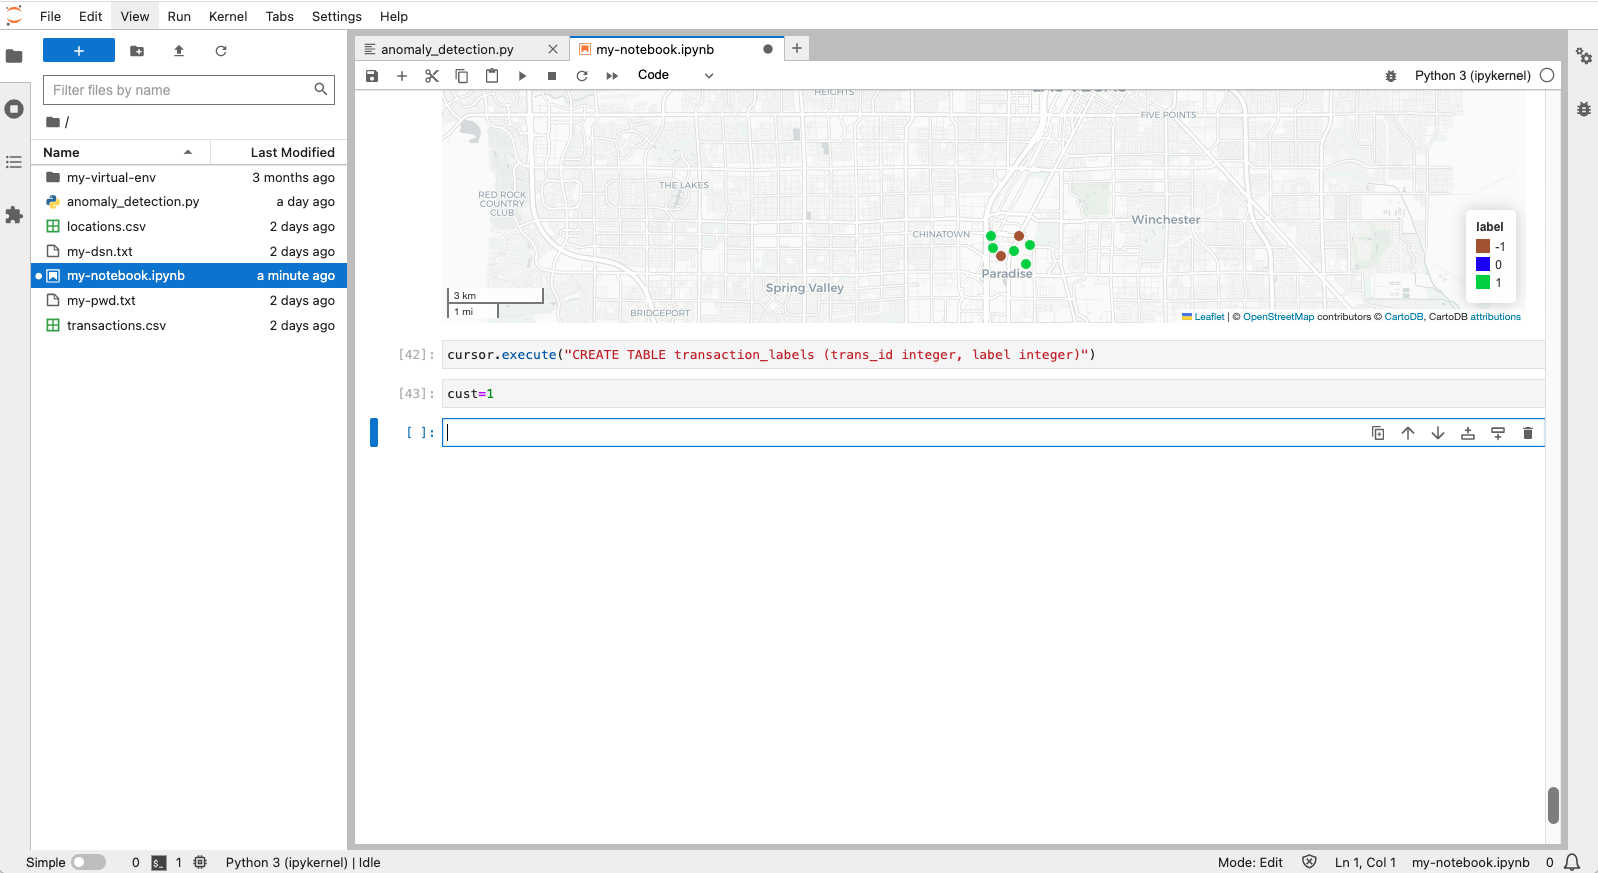 File Edit View Run Kernel Tabs Settings Help
anomaly_detection.py
my-notebook.ipynb
Code
Python 3 (ipykernel)
Filter files by name
/
Name Last Modified
my-virtual-env 3 months ago
anomaly_detection.py a day ago
locations.csv 2 days ago
my-dsn.txt 2 days ago
my-notebook.ipynb a minute ago
my-pwd.txt 2 days ago
transactions.csv 2 days ago
HEIGHTS
LAS VEGAS
FIVE POINTS
THE LAKES
RED ROCK
COUNTRY
CLUB
Winchester
CHINATOWN
Paradise
Spring Valley
BRIDGEPORT
3 km
1 mi
label
-1
0
1
Leaflet | © OpenStreetMap contributors © CartoDB, CartoDB attributions
[42]: cursor.execute("CREATE TABLE transaction_labels (trans_id integer, label integer)")
[43]: cust=1
[ ]:
Simple 0 $_ 1 Python 3 (ipykernel) | Idle Mode: Edit Ln 1, Col 1 my-notebook.ipynb 0